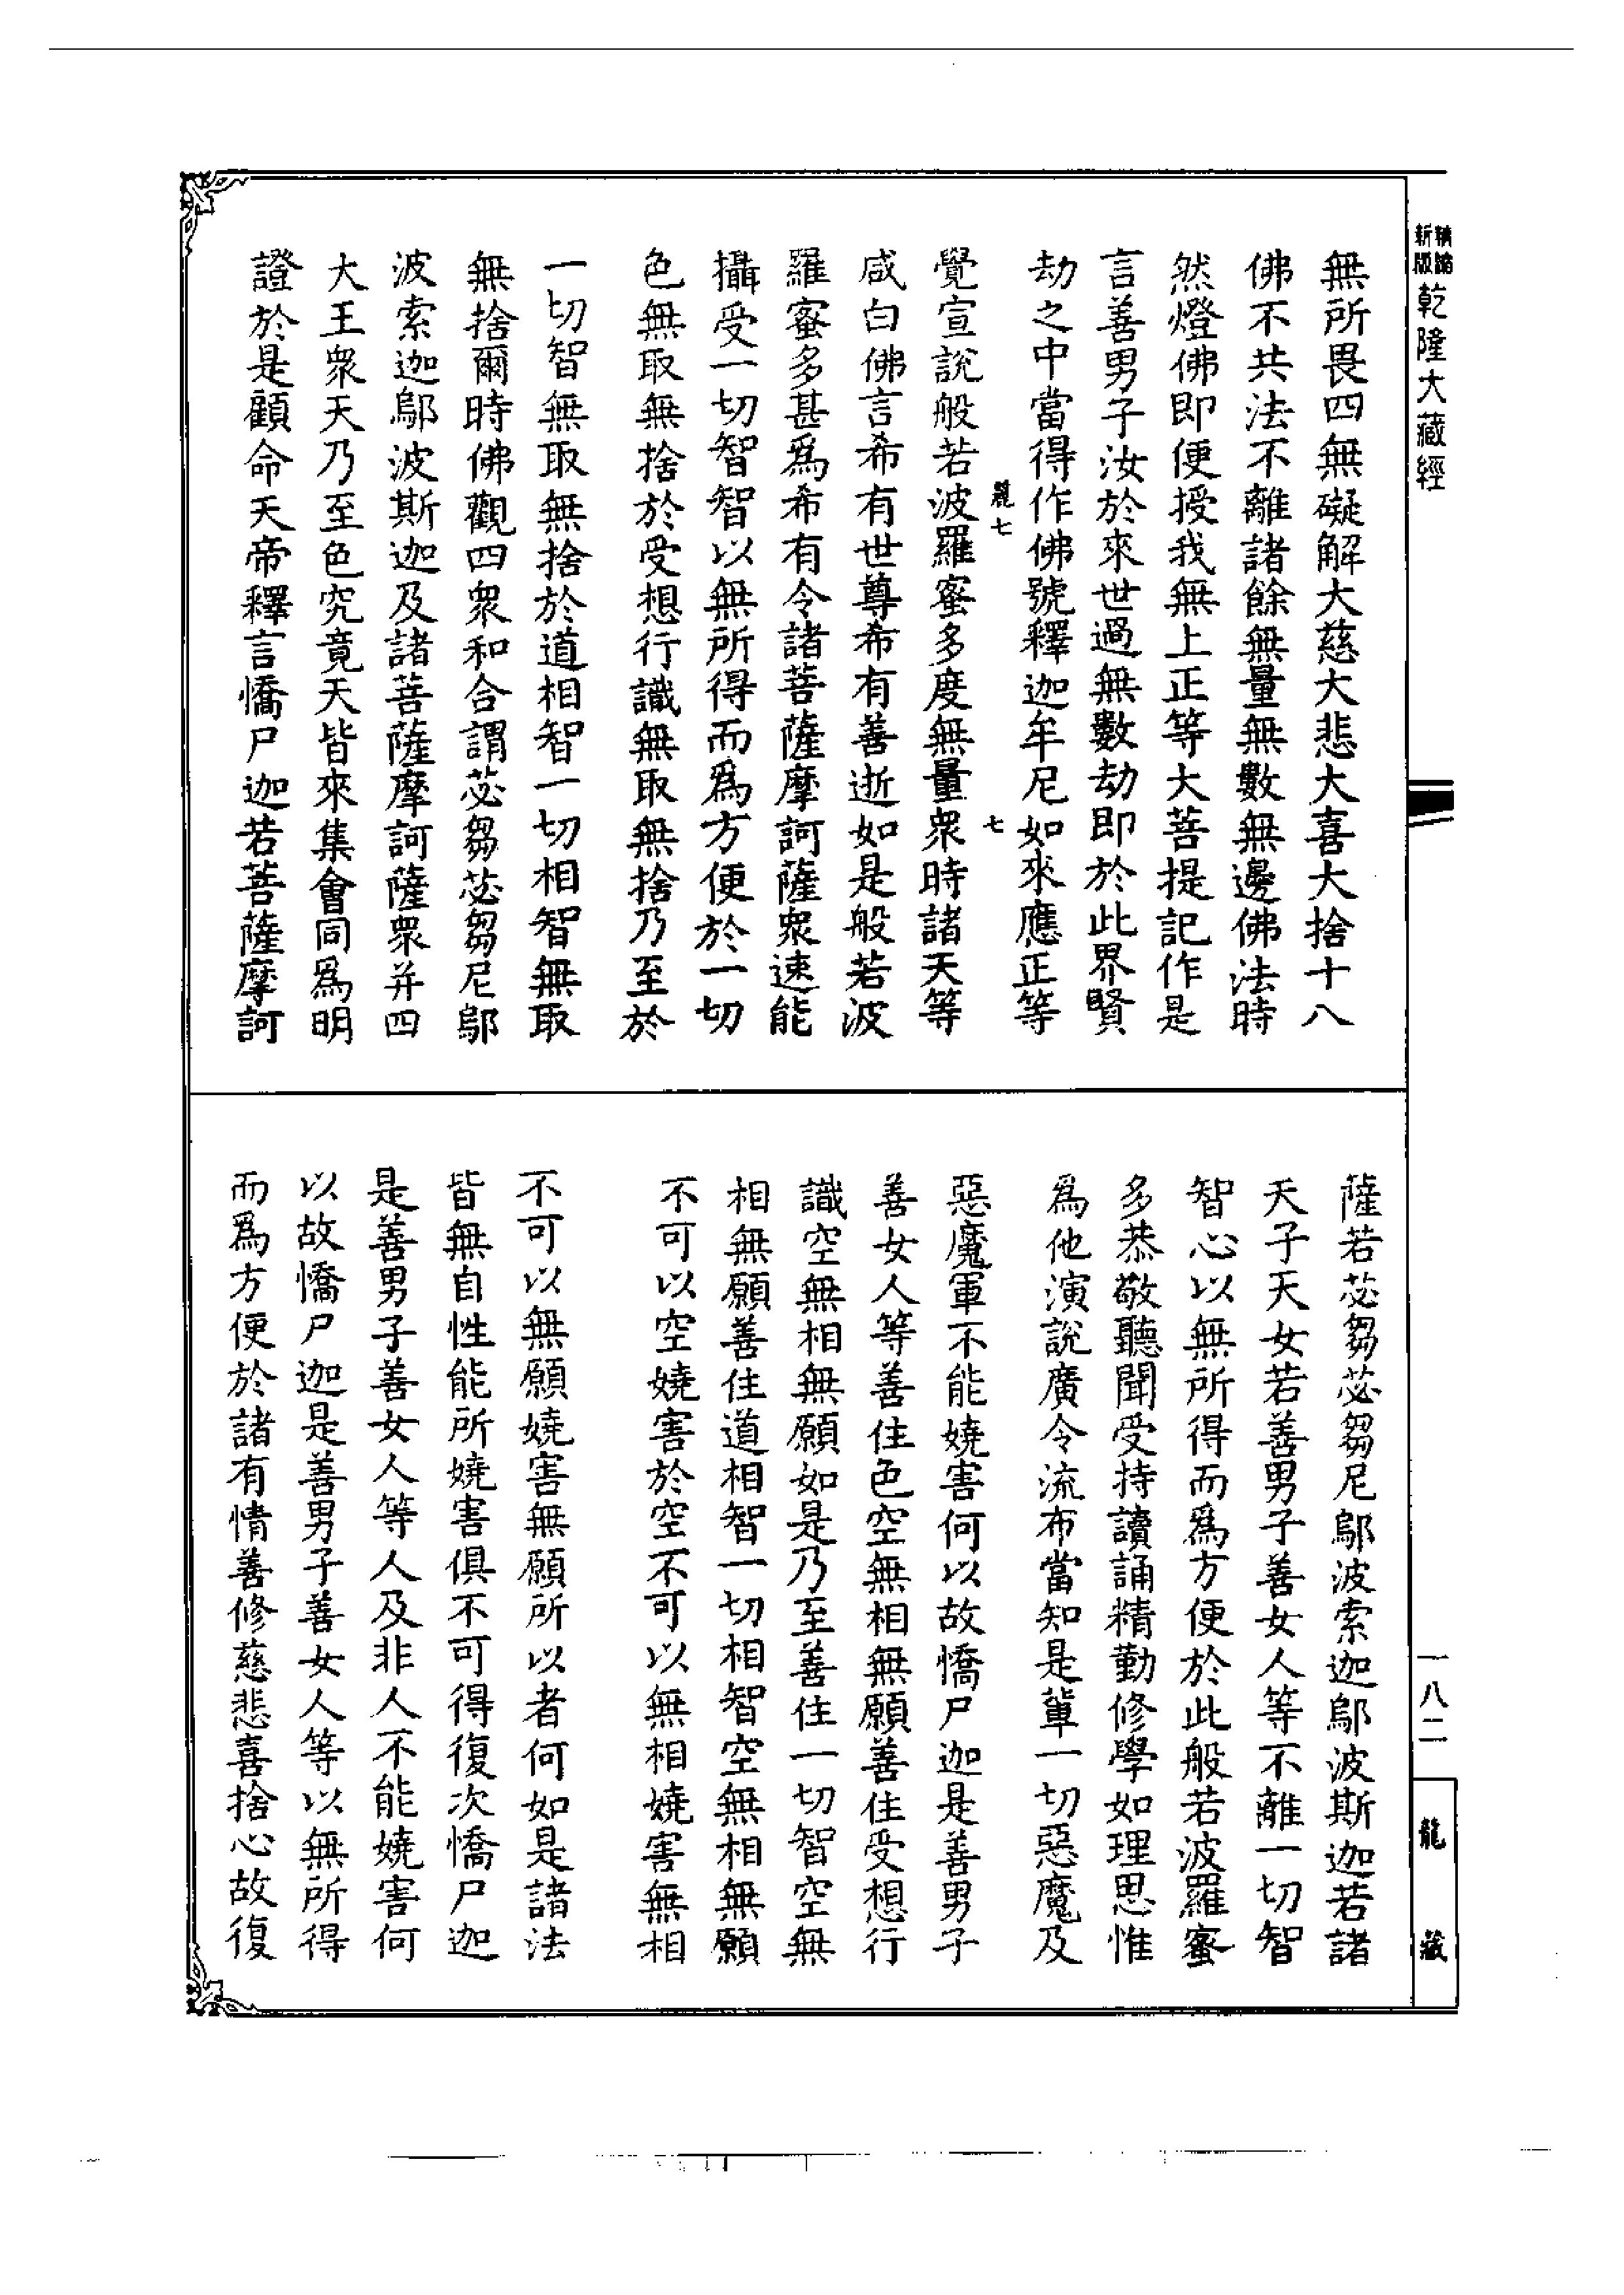 新版
精縮
乾隆大藏經
一八二
龍藏
無所畏四無礙解大慈大悲大喜大捨十八
佛不共法不離諸餘無量無數無邊佛法時
然燈佛即便授我無上正等大菩提記作是
言善男子汝於來世過無數劫即於此界賢
劫之中當得作佛號釋迦牟尼如來應正等
七
覺宣說般若波羅蜜多度無量眾時諸天等
咸白佛言希有世尊希有善逝如是般若波
羅蜜多甚為希有令諸菩薩摩訶薩眾速能
攝受一切智智以無所得而為方便於一切
色無取無捨於受想行識無取無捨乃至於
一切智無取無捨於道相智一切相智無取
無捨爾時佛觀四眾和合謂苾芻苾芻尼鄔
波索迦鄔波斯迦及諸菩薩摩訶薩眾并四
大王眾天乃至色究竟天皆來集會同為明
證於是顧命天帝釋言憍尸迦若菩薩摩訶
薩若苾芻苾芻尼鄔波索迦鄔波斯迦若諸
天子天女若善男子善女人等不離一切智
智心以無所得而為方便於此般若波羅蜜
多恭敬聽聞受持讀誦精勤修學如理思惟
為他演說廣令流布當知是輩一切惡魔及
惡魔軍不能嬈害何以故憍尸迦是善男子
善女人等善住色空無相無願善住受想行
識空無相無願如是乃至善住一切智空無
相無願善住道相智一切相智空無相無願
不可以空嬈害於空不可以無相嬈害無相
不可以無願嬈害無願所以者何如是諸法
皆無自性能所嬈害俱不可得復次憍尸迦
是善男子善女人等人及非人不能嬈害何
以故憍尸迦是善男子善女人等以無所得
而為方便於諸有情善修慈悲喜捨心故復